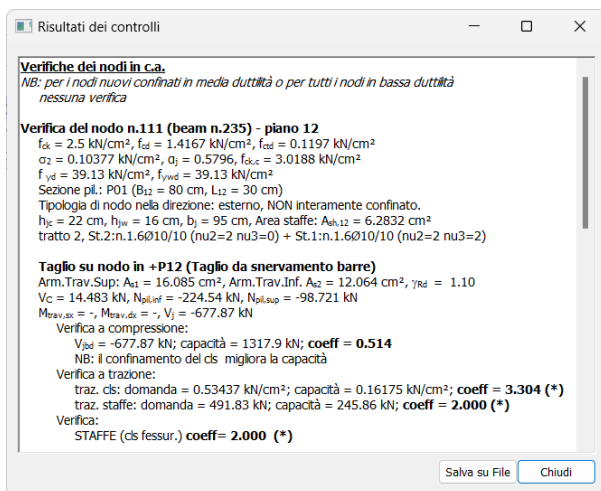 Risultati dei controlli
Verifiche dei nodi in c.a.
NB: per i nodi nuovi confinati in media duttilità o per tutti i nodi in bassa duttilità
nessuna verifica
Verifica del nodo n.111 (beam n.235) - piano 12
fck = 2.5 kN/cm², fcd = 1.4167 kN/cm², fctd = 0.1197 kN/cm²
σ2 = 0.10377 kN/cm², αj = 0.5796, fck,c = 3.0188 kN/cm²
f yd = 39.13 kN/cm², fywd = 39.13 kN/cm²
Sezione pil.: P01 (B12 = 80 cm, L12 = 30 cm)
Tipologia di nodo nella direzione: esterno, NON interamente confinato.
hjc = 22 cm, hjw = 16 cm, bj = 95 cm, Area staffe: Ash,12 = 6.2832 cm²
tratto 2, St.2:n.1.6Ø10/10 (nu2=2 nu3=0) + St.1:n.1.6Ø10/10 (nu2=2 nu3=2)
Taglio su nodo in +P12 (Taglio da snervamento barre)
Arm.Trav.Sup: As1 = 16.085 cm², Arm.Trav.Inf. As2 = 12.064 cm², γRd = 1.10
VC = 14.483 kN, Npil,inf = -224.54 kN, Npil,sup = -98.721 kN
Mtrav,sx = -, Mtrav,dx = -, Vj = -677.87 kN
Verifica a compressione:
Vjbd = -677.87 kN; capacità = 1317.9 kN; coeff = 0.514
NB: il confinamento del cls migliora la capacità
Verifica a trazione:
traz. cls: domanda = 0.53437 kN/cm²; capacità = 0.16175 kN/cm²; coeff = 3.304 (*)
traz. staffe: domanda = 491.83 kN; capacità = 245.86 kN; coeff = 2.000 (*)
Verifica:
STAFFE (cls fessur.) coeff= 2.000 (*)
Salva su File
Chiudi